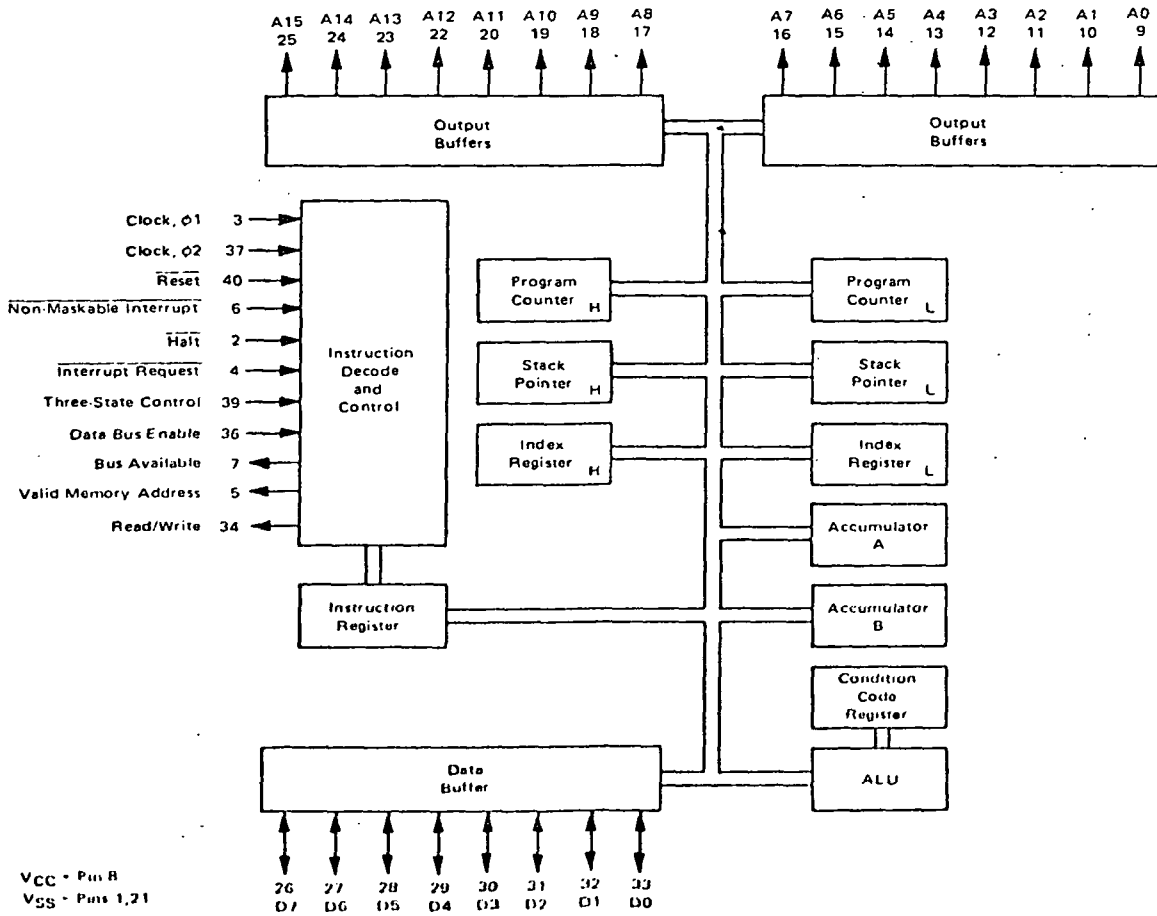 A15 A14 A13 A12 A11 A10 A9 A8 A7 A6 A5 A4 A3 A2 A1 A0
25 24 23 22 20 19 18 17 16 15 14 13 12 11 10 9
Output
Buffers
Output
Buffers
Clock, ϕ1 3
Clock, ϕ2 37
Reset 40
Non-Maskable Interrupt 6
Halt 2
Interrupt Request 4
Three-State Control 39
Data Bus Enable 36
Bus Available 7
Valid Memory Address 5
Read/Write 34
Instruction
Decode
and
Control
Program
Counter
H
Program
Counter
L
Stack
Pointer
H
Stack
Pointer
L
Index
Register
H
Index
Register
L
Accumulator
A
Instruction
Register
Accumulator
B
Condition
Code
Register
Data
Buffer
ALU
26 27 28 29 30 31 32 33
D7 D6 D5 D4 D3 D2 D1 D0
VCC = Pin 8
VSS = Pins 1,21